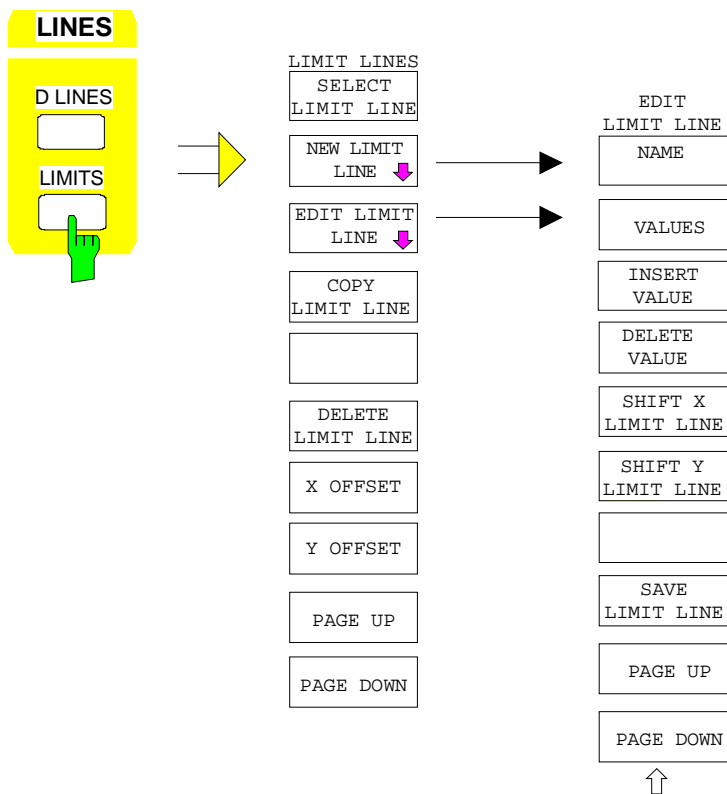 LINES
D LINES
LIMITS
LIMIT LINES
SELECT
LIMIT LINE
NEW LIMIT
LINE
EDIT LIMIT
LINE
COPY
LIMIT LINE
DELETE
LIMIT LINE
X OFFSET
Y OFFSET
PAGE UP
PAGE DOWN
EDIT
LIMIT LINE
NAME
VALUES
INSERT
VALUE
DELETE
VALUE
SHIFT X
LIMIT LINE
SHIFT Y
LIMIT LINE
SAVE
LIMIT LINE
PAGE UP
PAGE DOWN